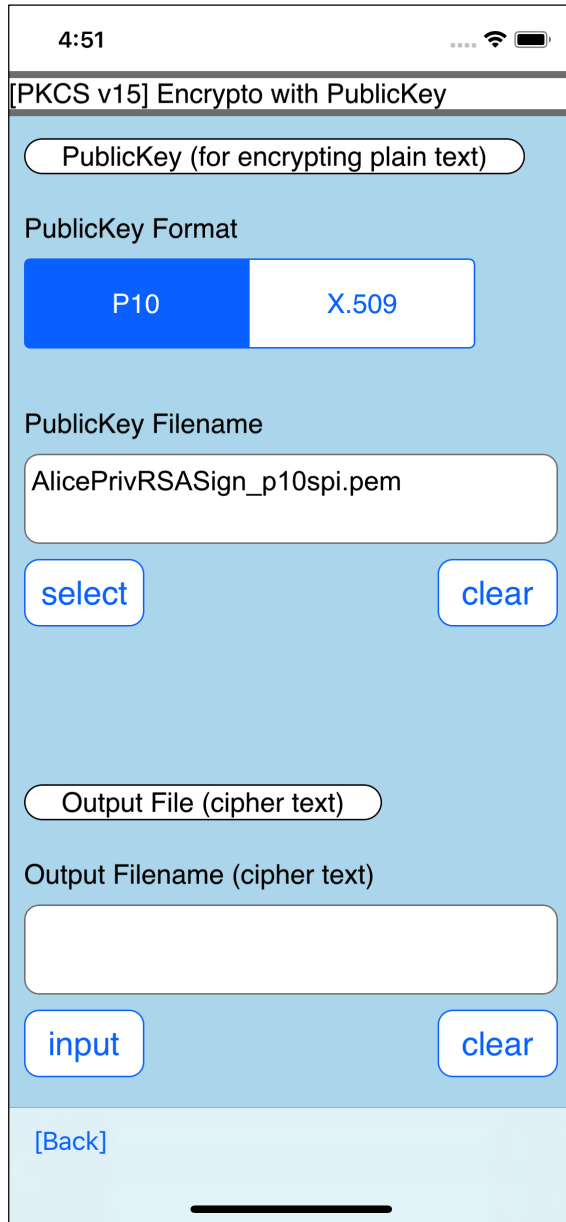 4:51
[PKCS v15] Encrypto with PublicKey
PublicKey (for encrypting plain text)
PublicKey Format
P10 X.509
PublicKey Filename
AlicePrivRSASign_p10spi.pem
select clear
Output File (cipher text)
Output Filename (cipher text)
input clear
[Back]